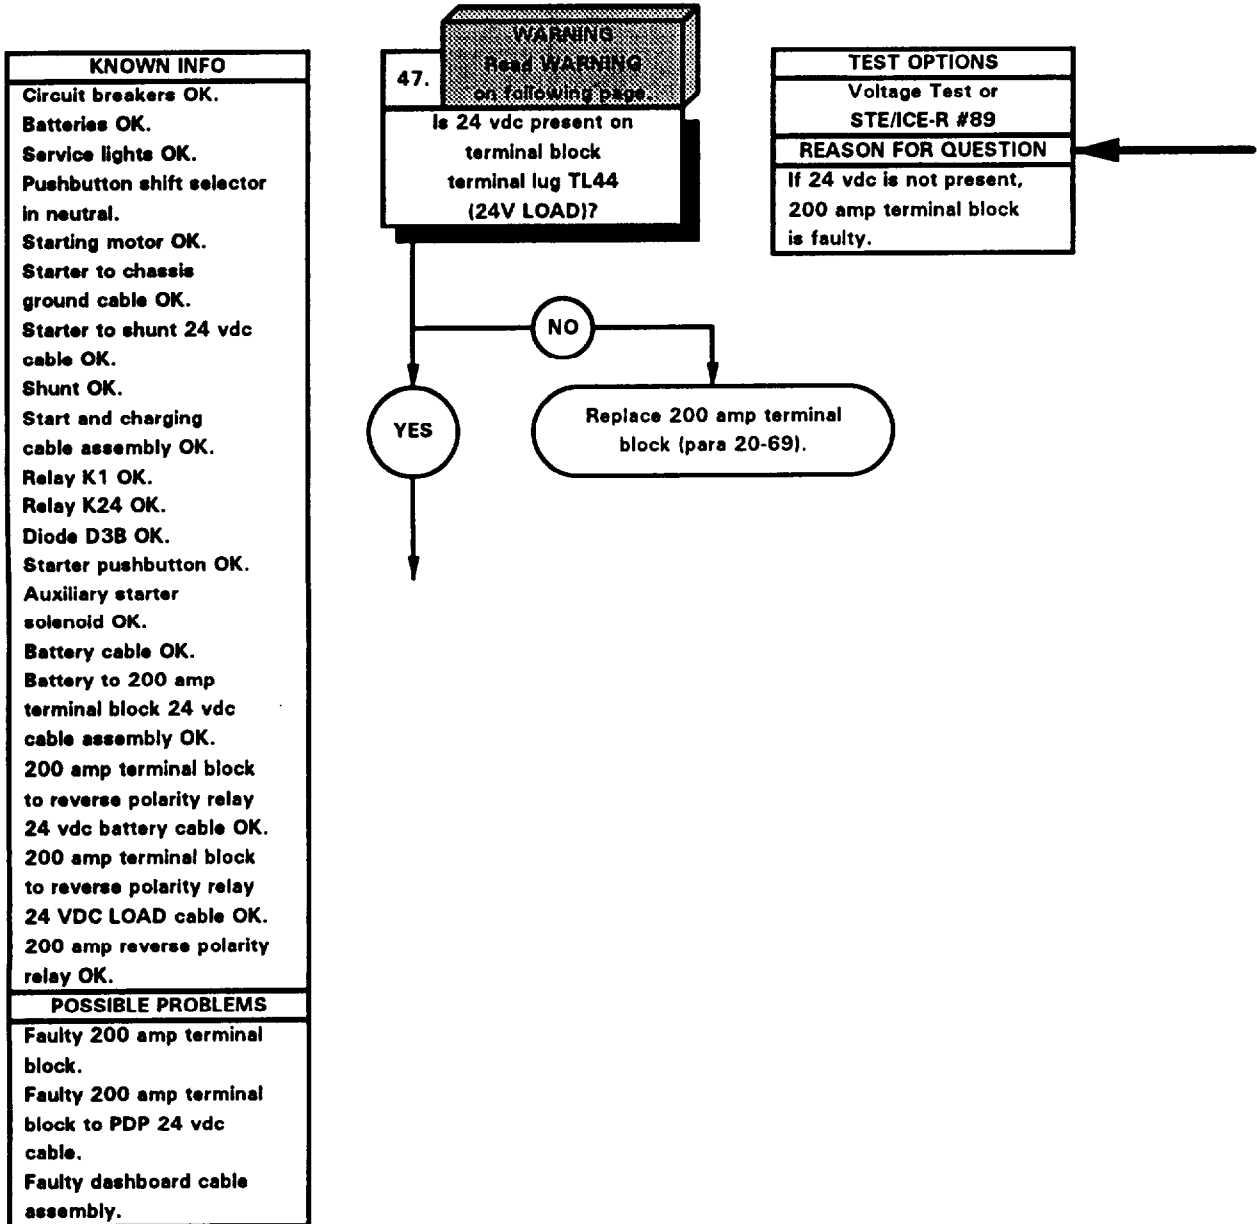 KNOWN INFO
Circuit breakers OK.
Batteries OK.
Service lights OK.
Pushbutton shift selector
in neutral.
Starting motor OK.
Starter to chassis
ground cable OK.
Starter to shunt 24 vdc
cable OK.
Shunt OK.
Start and charging
cable assembly OK.
Relay K1 OK.
Relay K24 OK.
Diode D3B OK.
Starter pushbutton OK.
Auxiliary starter
solenoid OK.
Battery cable OK.
Battery to 200 amp
terminal block 24 vdc
cable assembly OK.
200 amp terminal block
to reverse polarity relay
24 vdc battery cable OK.
200 amp terminal block
to reverse polarity relay
24 VDC LOAD cable OK.
200 amp reverse polarity
relay OK.
POSSIBLE PROBLEMS
Faulty 200 amp terminal
block.
Faulty 200 amp terminal
block to PDP 24 vdc
cable.
Faulty dashboard cable
assembly.
WARNING
Read WARNING
on following page.
47.
Is 24 vdc present on
terminal block
terminal lug TL44
(24V LOAD)?
NO
YES
Replace 200 amp terminal
block (para 20-69).
TEST OPTIONS
Voltage Test or
STE/ICE-R #89
REASON FOR QUESTION
If 24 vdc is not present,
200 amp terminal block
is faulty.